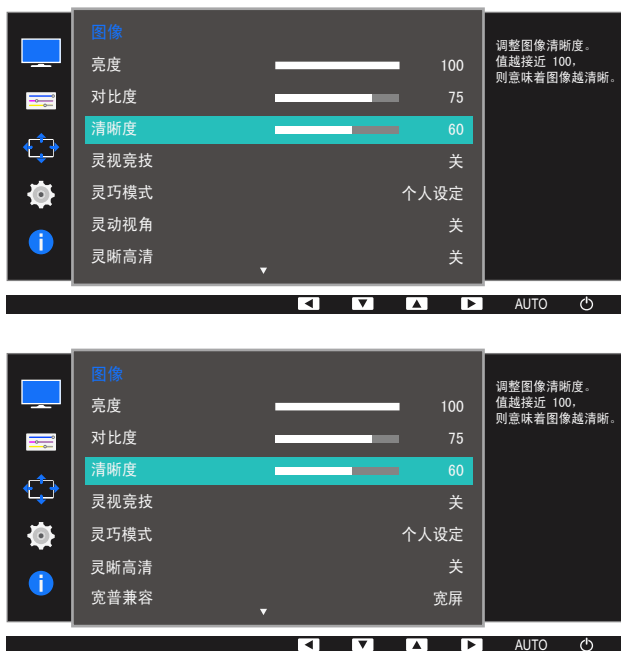 图像
亮度 100
对比度 75
清晰度 60
灵视竞技 关
灵巧模式 个人设定
灵动视角 关
灵晰高清 关
调整图像清晰度。
值越接近 100，
则意味着图像越清晰。
AUTO
图像
亮度 100
对比度 75
清晰度 60
灵视竞技 关
灵巧模式 个人设定
灵晰高清 关
宽普兼容 宽屏
调整图像清晰度。
值越接近 100，
则意味着图像越清晰。
AUTO